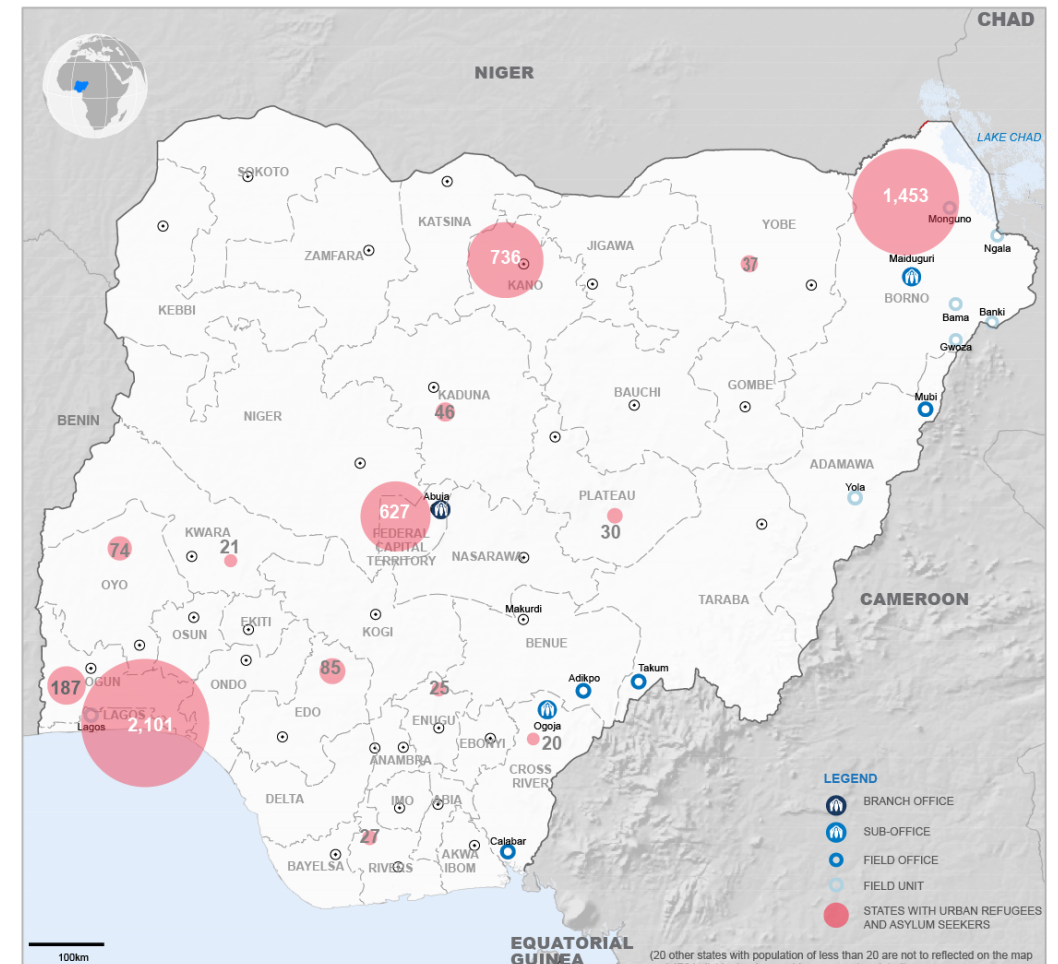 CHAD
NIGER
LAKE CHAD
SOKOTO
KATSINA
1,453
Monguno
YOBE
JIGAWA
Ngala
ZAMFARA
736
37
Maiduguri
KANO
BORNO
KEBBI
Bama
Banki
Gwoza
KADUNA
BAUCHI
GOMBE
Mubi
46
NIGER
BENIN
ADAMAWA
Yola
Abuja
PLATEAU
627
30
FEDERAL
CAPITAL
TERRITORY
NASARAWA
KWARA
21
74
OYO
CAMEROON
TARABA
Makurdi
OSUN
EKITI
KOGI
BENUE
85
Takum
Adikpo
187
OGUN
ONDO
25
EDO
LAGOS
Lagos
2,101
ENUGU
Ogoja
EBONYI
20
ANAMBRA
CROSS
RIVER
DELTA
IMO
ABIA
27
Calabar
BAYELSA
RIVERS
AKWA
IBOM
LEGEND
BRANCH OFFICE
SUB-OFFICE
FIELD OFFICE
FIELD UNIT
STATES WITH URBAN REFUGEES
AND ASYLUM SEEKERS
EQUATORIAL
GUINEA
100km
(20 other states with population of less than 20 are not to reflected on the map